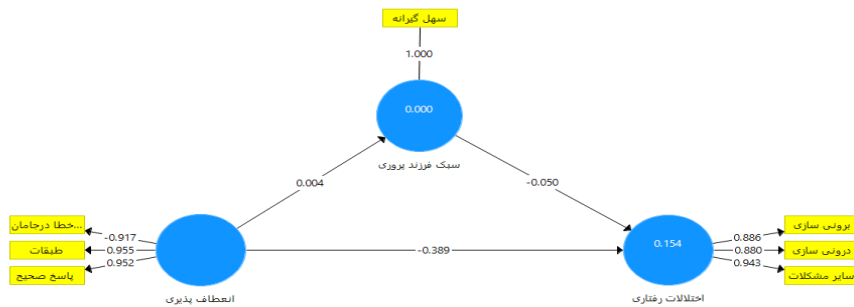 سهل گیرانه
1.000
0.000
سبک فرزند پروری
0.004
-0.050
خطا درجامان...
-0.917
طبقات
0.955
پاسخ صحیح
0.952
انعطاف پذیری
-0.389
0.154
اختلالات رفتاری
0.886
برونی سازی
0.880
درونی سازی
0.943
سایر مشکلات